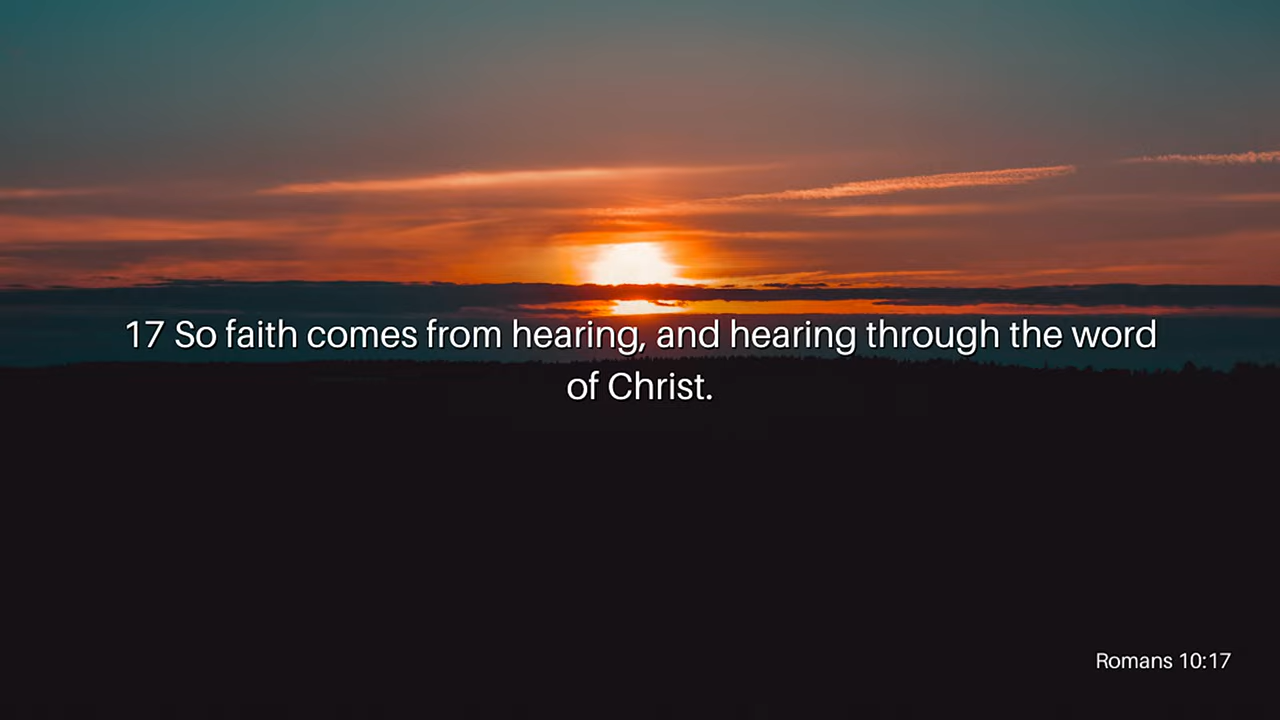 17 So faith comes from hearing, and hearing through the word
of Christ.
Romans 10:17